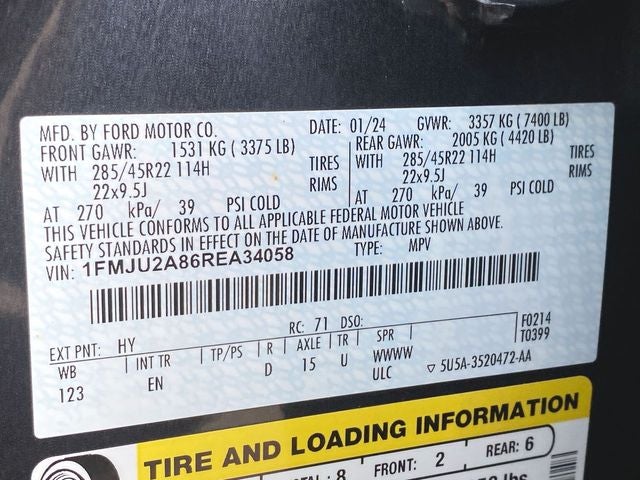 MFD. BY FORD MOTOR CO. DATE: 01/24 GVWR: 3357 KG ( 7400 LB)
FRONT GAWR: 1531 KG ( 3375 LB) REAR GAWR: 2005 KG ( 4420 LB)
WITH 285/45R22 114H TIRES WITH 285/45R22 114H TIRES
22x9.5J RIMS 22x9.5J RIMS
AT 270 kPa/ 39 PSI COLD AT 270 kPa/ 39 PSI COLD
THIS VEHICLE CONFORMS TO ALL APPLICABLE FEDERAL MOTOR VEHICLE
SAFETY STANDARDS IN EFFECT ON THE DATE OF MANUFACTURE SHOWN ABOVE.
VIN: 1FMJU2A86REA34058 TYPE: MPV
EXT PNT: HY RC: 71 DSO: F0214
WB INT TR TP/PS R AXLE TR SPR T0399
123 EN D 15 U WWWW
ULC ▽ 5U5A-3520472-AA
TIRE AND LOADING INFORMATION
8 FRONT: 2 REAR: 6
lbs